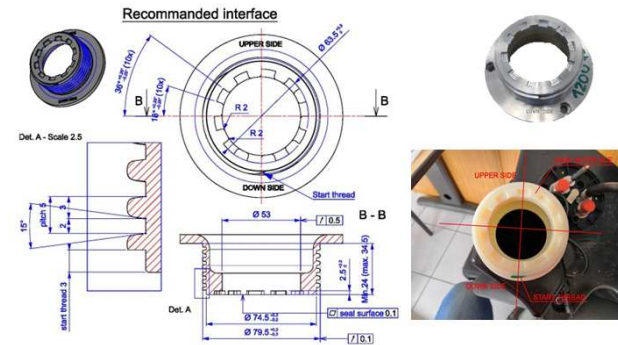 Recommanded interface
UPPER SIDE
Ø 63.5
36° (10x)
18° (10x)
B
B
R 2
R 2
DOWN SIDE
Start thread
Det. A - Scale 2.5
15°
pitch 5
3
2
start thread 3
B - B
Ø 53
0.5
2.5
Min. 24 (max. 34.5)
Det. A
seal surface 0.1
Ø 74.5
Ø 79.5
0.1
1200
UPPER SIDE
DOWN SIDE
START THREAD